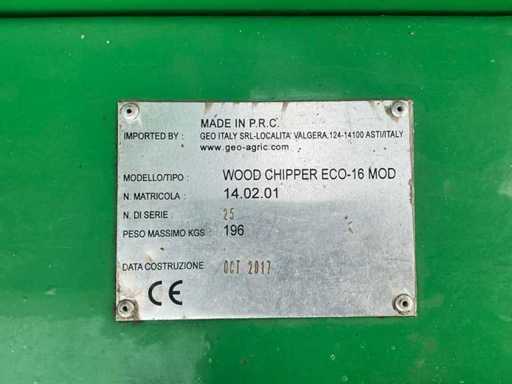 MADE IN P.R.C.
IMPORTED BY : GEO ITALY SRL-LOCALITA' VALGERA,124-14100 ASTI/ITALY
www.geo-agric.com
MODELLO/TIPO : WOOD CHIPPER ECO-16 MOD
N. MATRICOLA : 14.02.01
N. DI SERIE : 25
PESO MASSIMO KGS : 196
DATA COSTRUZIONE : OCT 2017
CE